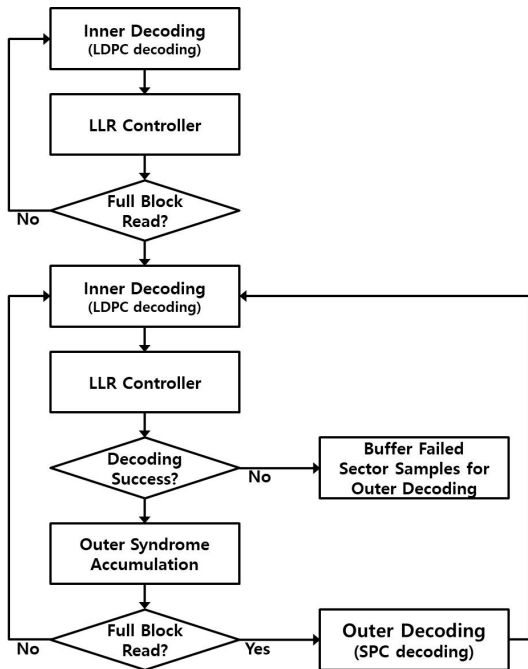 Inner Decoding
(LDPC decoding)
LLR Controller
Full Block
Read?
No
Inner Decoding
(LDPC decoding)
LLR Controller
Decoding
Success?
No
Buffer Failed
Sector Samples for
Outer Decoding
Outer Syndrome
Accumulation
Full Block
Read?
No
Yes
Outer Decoding
(SPC decoding)